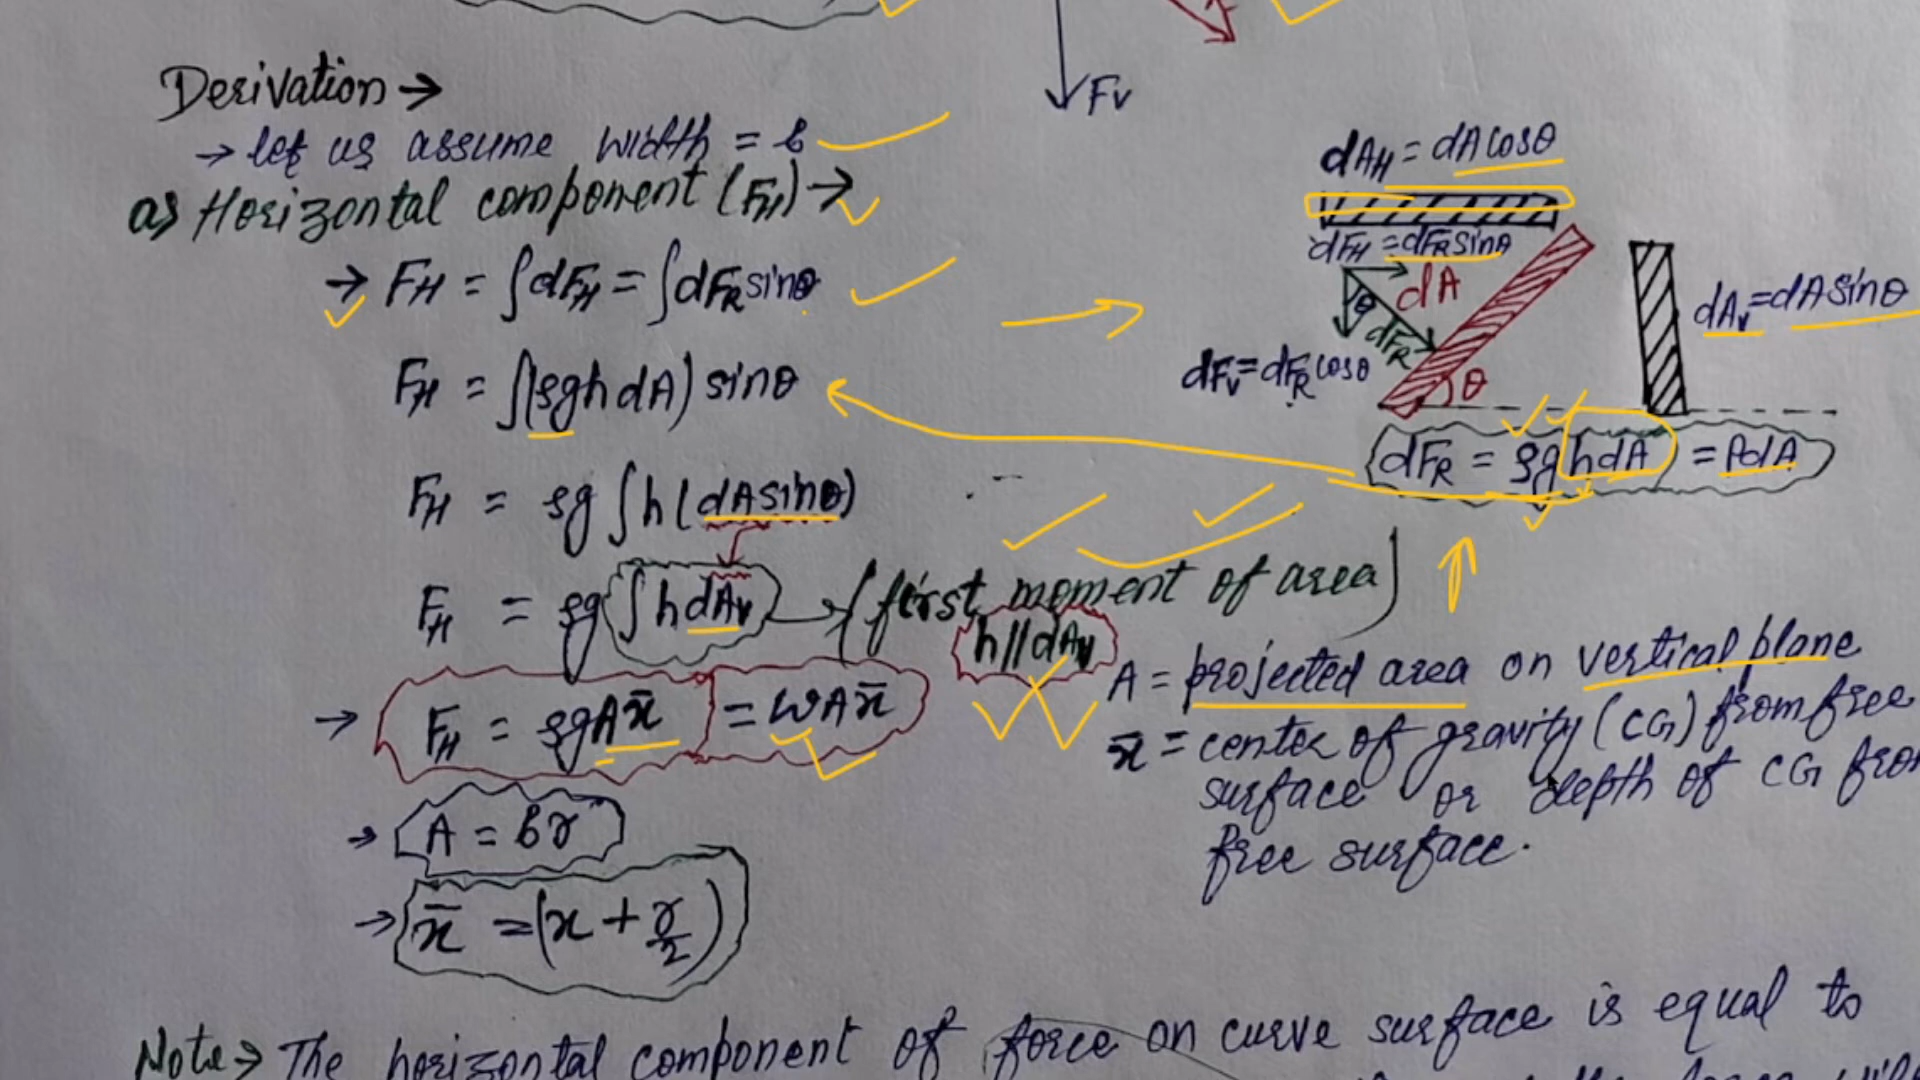 Fv
Derivation →
→ let us assume width = b
a) Horizontal component (FH) →
→ FH = ∫dFH = ∫dFR sinθ
FH = ∫(ρgh dA) sinθ
FH = ρg ∫h (dA sinθ)
FH = ρg ∫h dAv → (first moment of area)
h // dAv
→ FH = ρgAx̄ = wAx̄
→ A = br
→ x̄ = (x + r/2)
dAH = dA cosθ
dFH = dFR sinθ
dA
θ
dFR
dFv = dFR cosθ
θ
dAv = dA sinθ
dFR = ρg h dA = PdA
A = projected area on vertical plane
x̄ = center of gravity (CG) from free
surface or depth of CG from
free surface.
Note → The horizontal component of force on curve surface is equal to